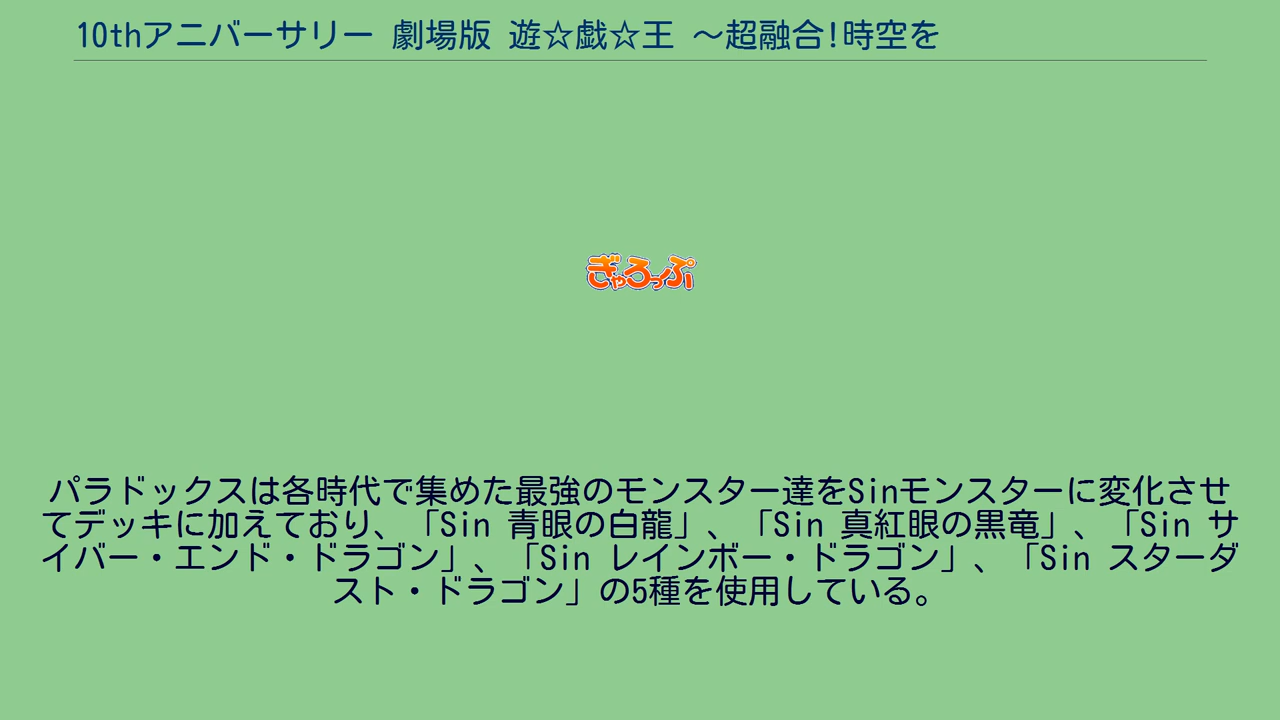 10thアニバーサリー 劇場版 遊☆戯☆王 ～超融合!時空を
ぎゃろっぷ
パラドックスは各時代で集めた最強のモンスター達をSinモンスターに変化させ
てデッキに加えており、「Sin 青眼の白龍」、「Sin 真紅眼の黒竜」、「Sin サ
イバー・エンド・ドラゴン」、「Sin レインボー・ドラゴン」、「Sin スターダ
スト・ドラゴン」の5種を使用している。